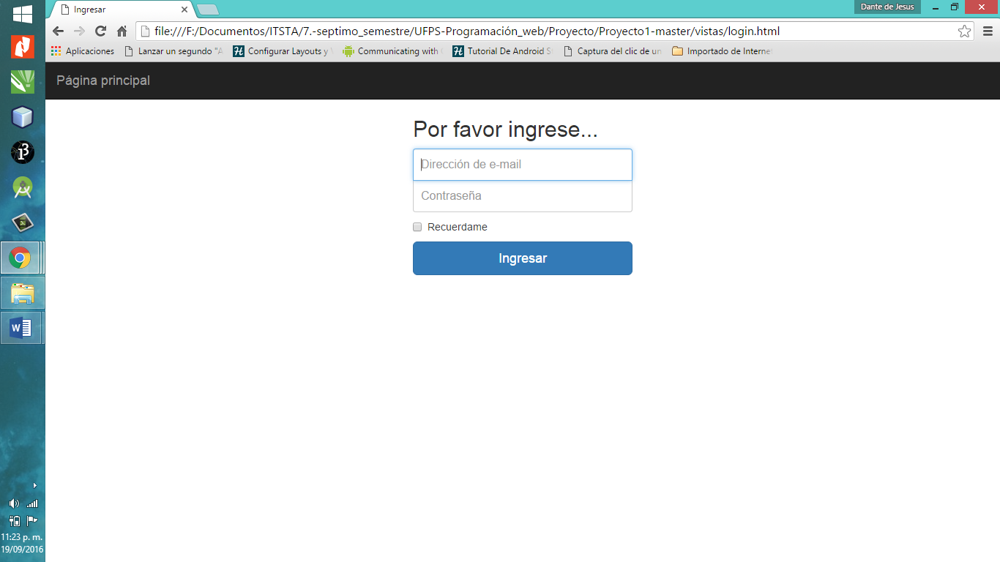 Ingresar
Dante de Jesus
file:///F:/Documentos/ITSTA/7.-septimo_semestre/UFPS-Programación_web/Proyecto/Proyecto1-master/vistas/login.html
Aplicaciones
Lanzar un segundo "A
Configurar Layouts y
Communicating with
Tutorial De Android S
Captura del clic de un
Importado de Interne
Página principal
Por favor ingrese...
Dirección de e-mail
Contraseña
Recuerdame
Ingresar
11:23 p. m.
19/09/2016